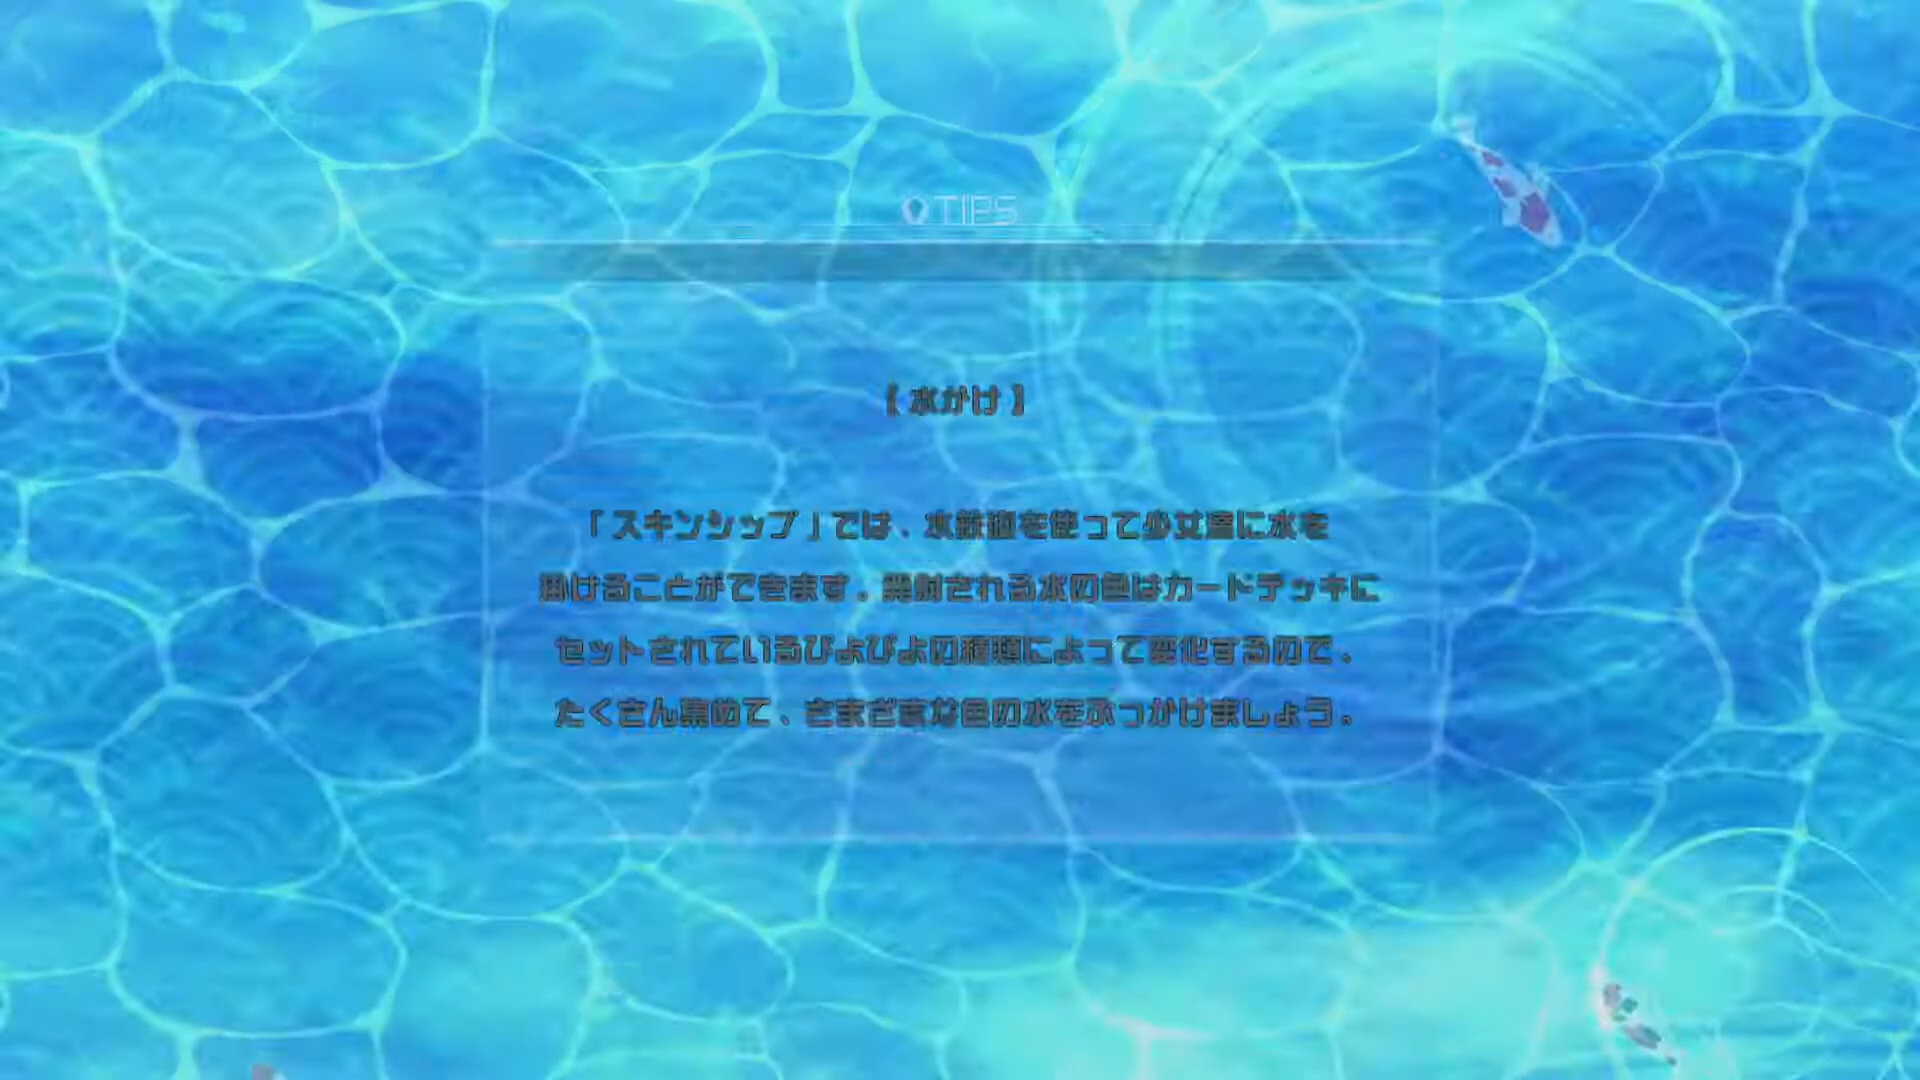 TIPS
【水かけ】
「スキンシップ」では、水鉄砲を使って少女達に水を
掛けることができます。発射される水の色はカードデッキに
セットされているぴよぴよの種類によって変化するので、
たくさん集めて、さまざまな色の水をぶっかけましょう。